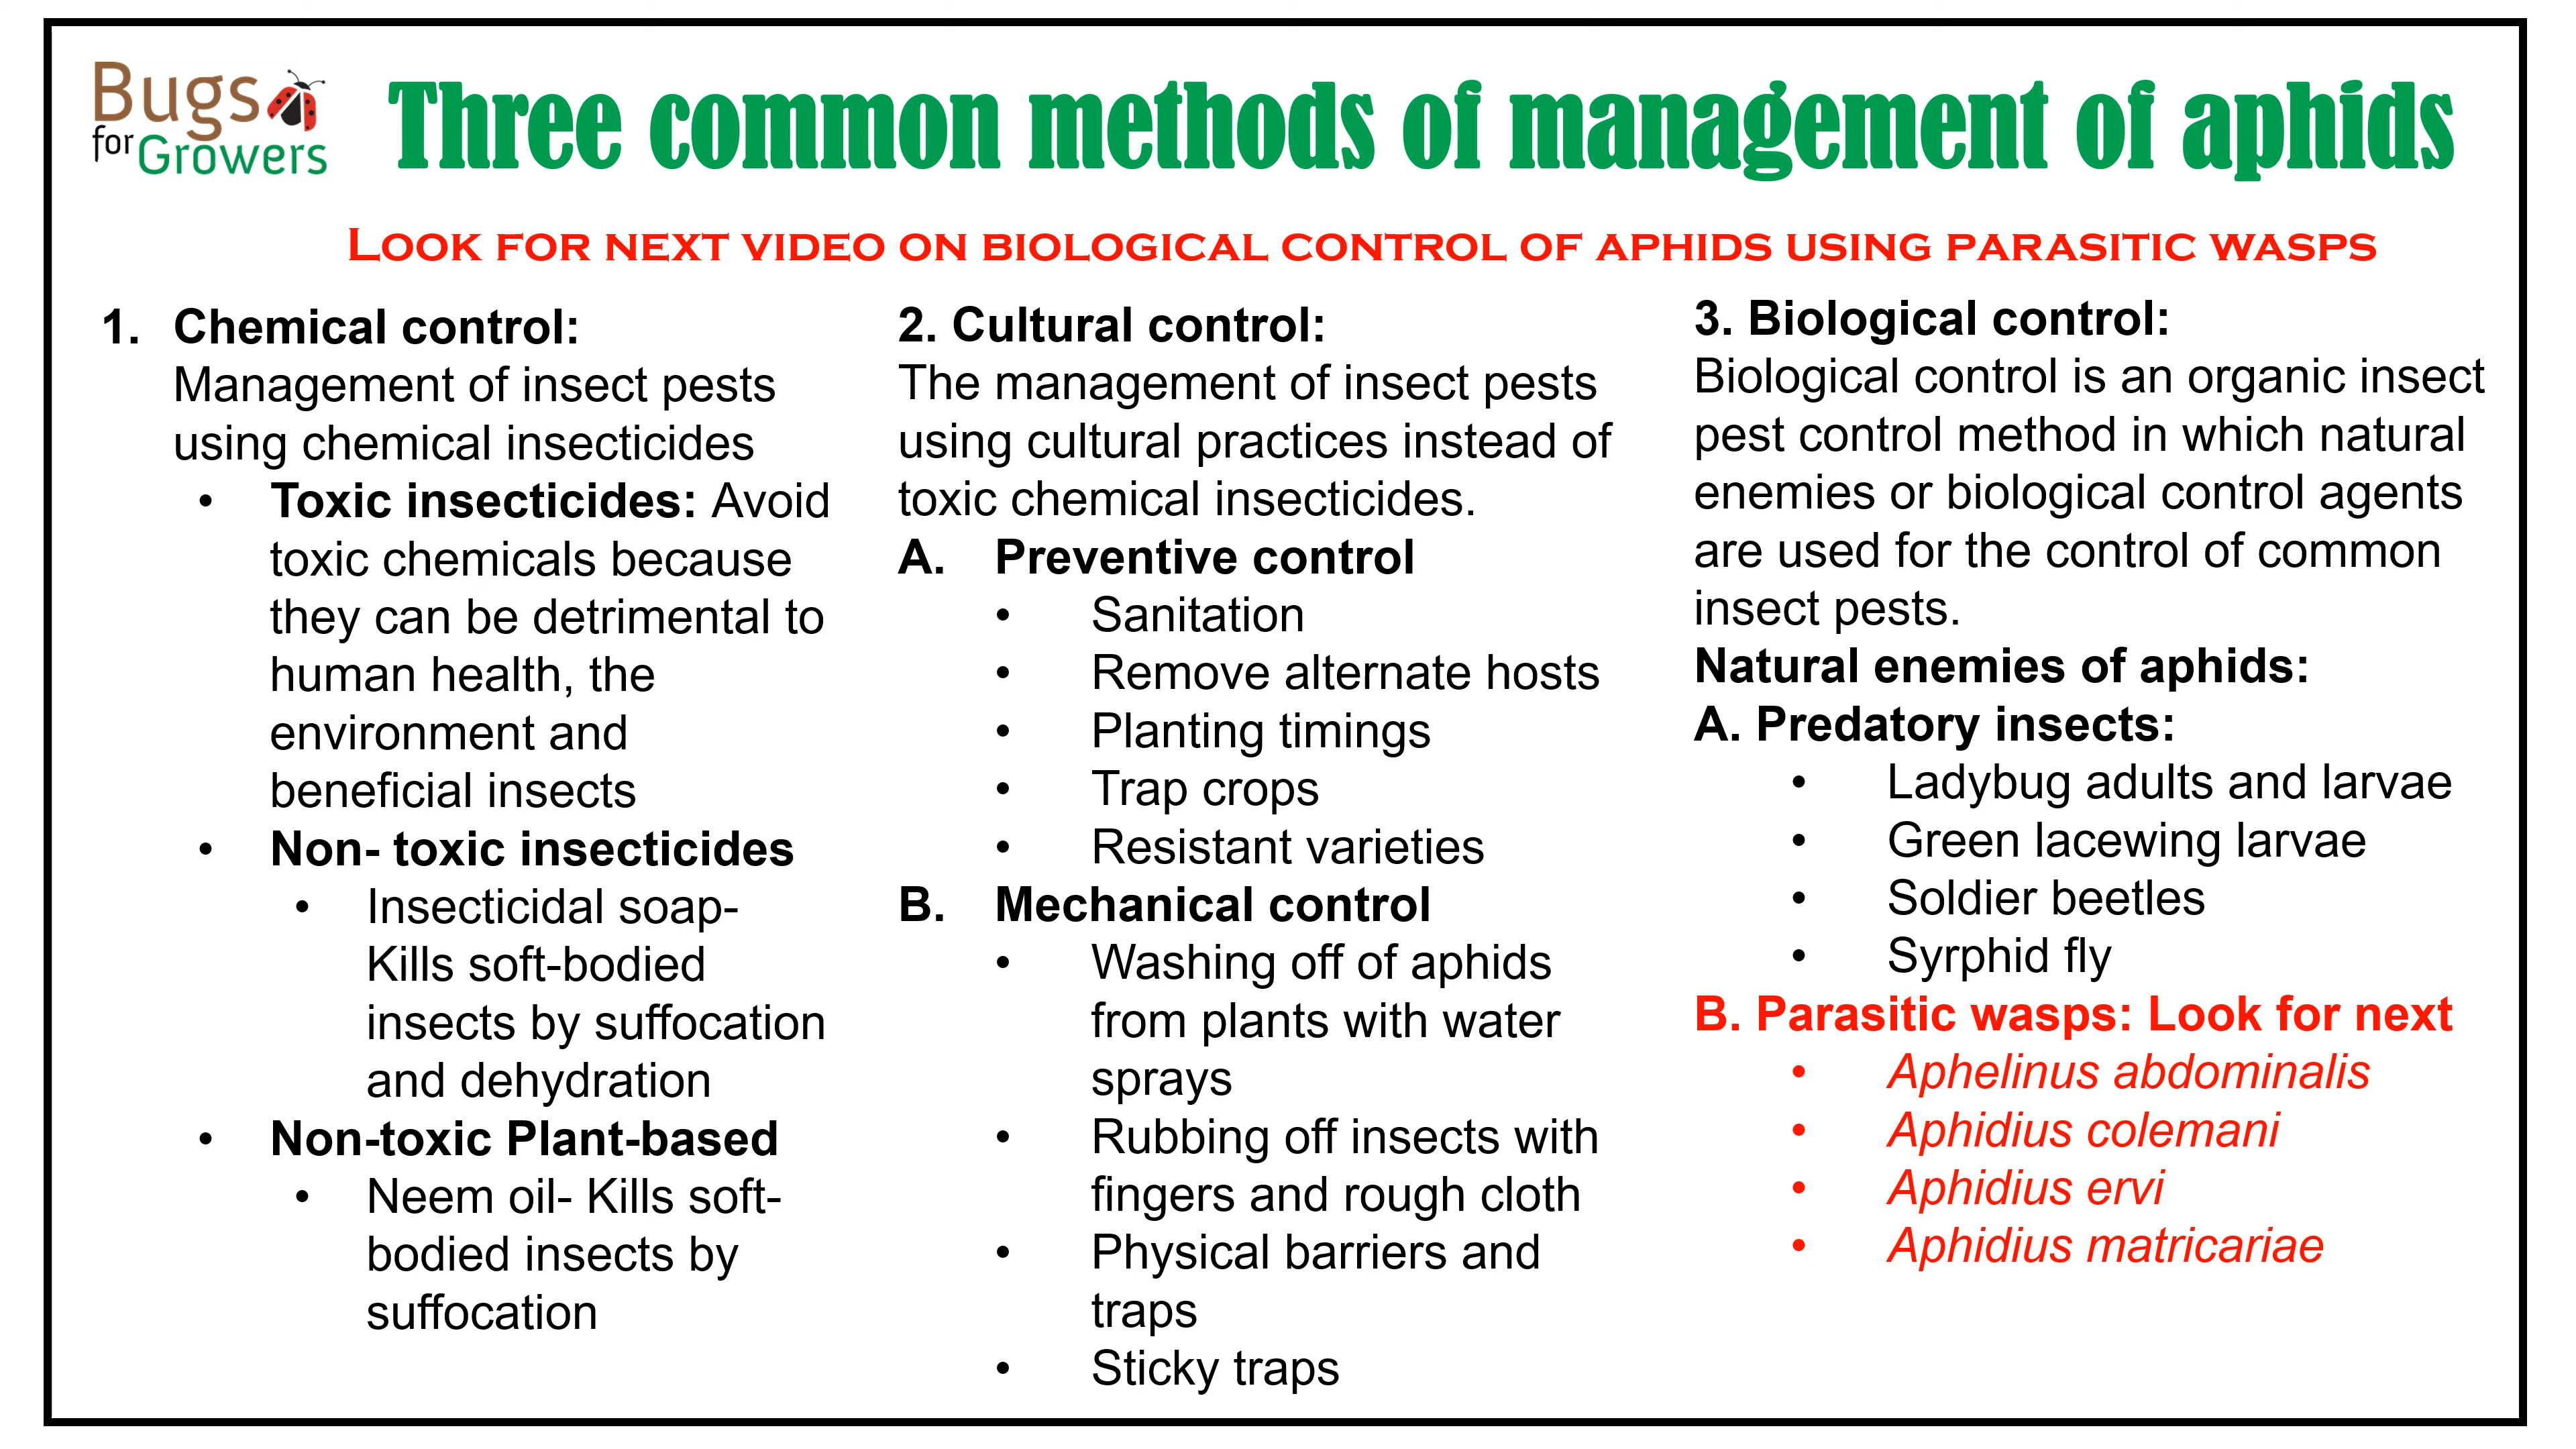 Bugs
for Growers
Three common methods of management of aphids
Look for next video on biological control of aphids using parasitic wasps
1. Chemical control:
Management of insect pests
using chemical insecticides
• Toxic insecticides: Avoid
toxic chemicals because
they can be detrimental to
human health, the
environment and
beneficial insects
• Non- toxic insecticides
• Insecticidal soap-
Kills soft-bodied
insects by suffocation
and dehydration
• Non-toxic Plant-based
• Neem oil- Kills soft-
bodied insects by
suffocation
2. Cultural control:
The management of insect pests
using cultural practices instead of
toxic chemical insecticides.
A. Preventive control
• Sanitation
• Remove alternate hosts
• Planting timings
• Trap crops
• Resistant varieties
B. Mechanical control
• Washing off of aphids
from plants with water
sprays
• Rubbing off insects with
fingers and rough cloth
• Physical barriers and
traps
• Sticky traps
3. Biological control:
Biological control is an organic insect
pest control method in which natural
enemies or biological control agents
are used for the control of common
insect pests.
Natural enemies of aphids:
A. Predatory insects:
• Ladybug adults and larvae
• Green lacewing larvae
• Soldier beetles
• Syrphid fly
B. Parasitic wasps: Look for next
• Aphelinus abdominalis
• Aphidius colemani
• Aphidius ervi
• Aphidius matricariae